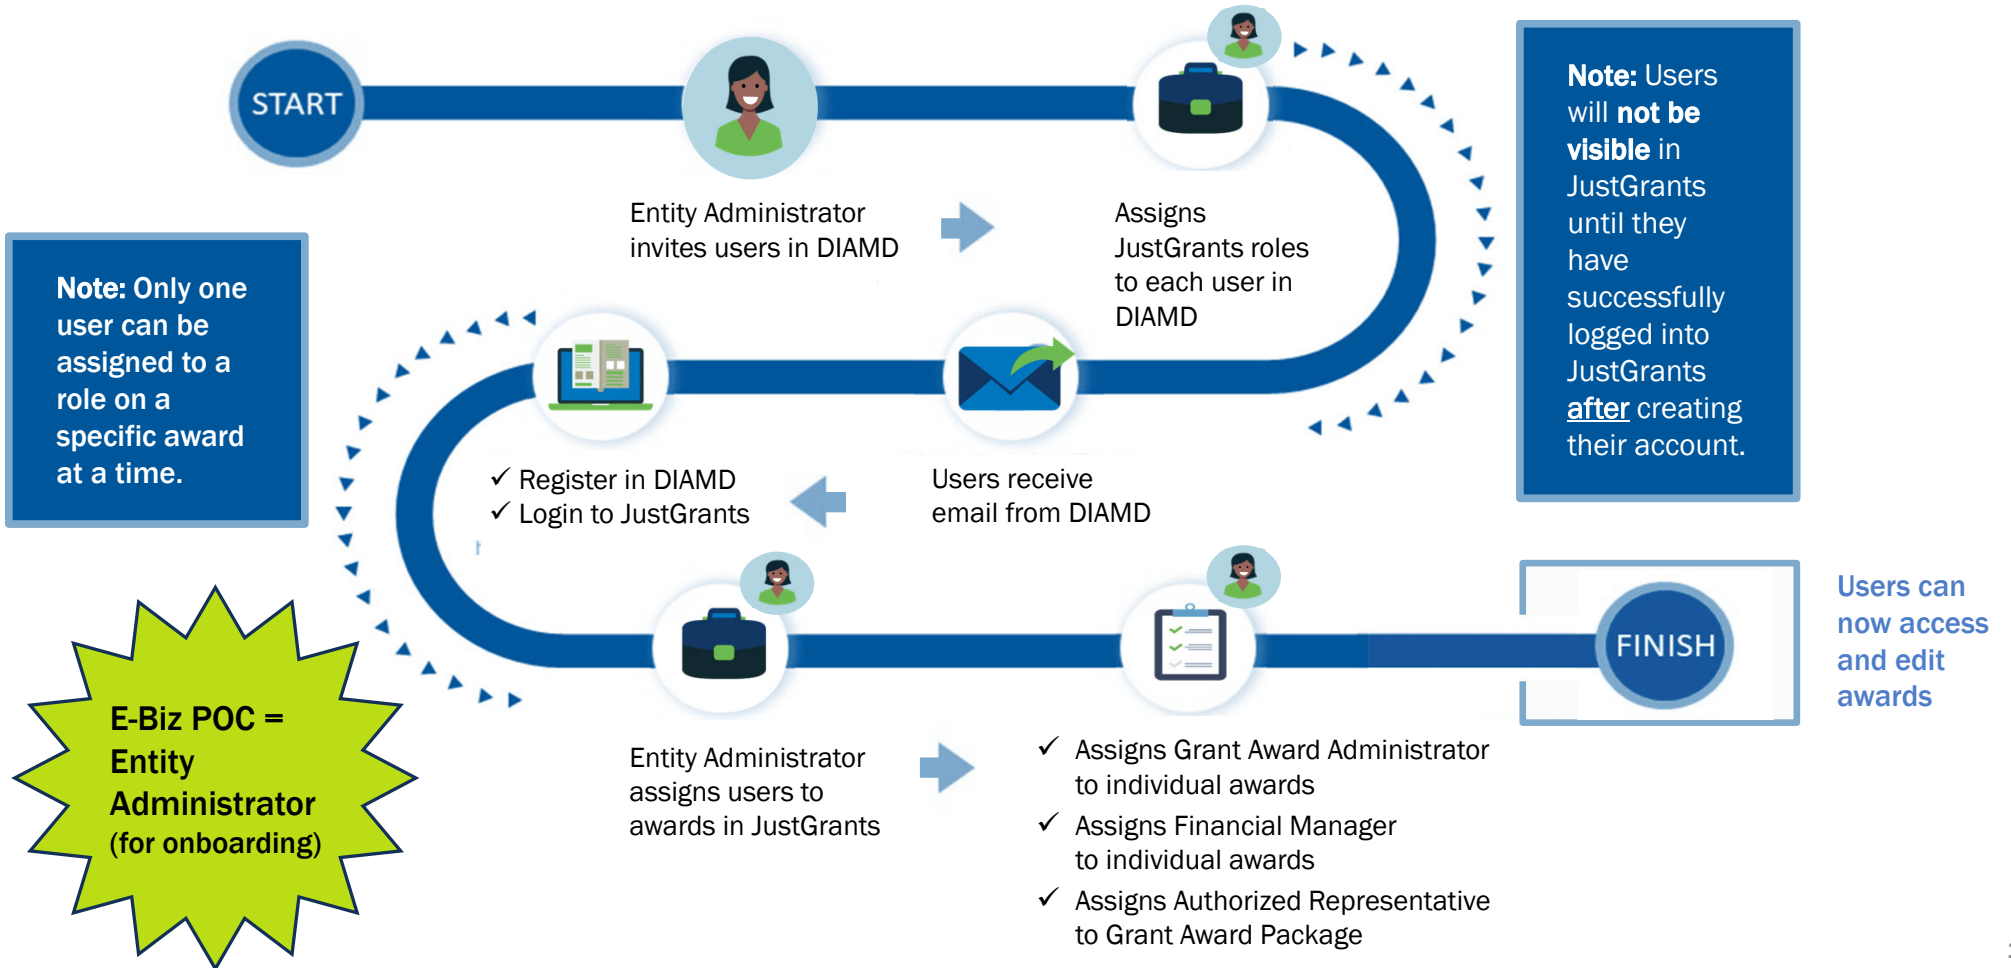 START
Entity Administrator
invites users in DIAMD
Assigns
JustGrants roles
to each user in
DIAMD
Note: Users
will not be
visible in
JustGrants
until they
have
successfully
logged into
JustGrants
after creating
their account.
Note: Only one
user can be
assigned to a
role on a
specific award
at a time.
Users receive
email from DIAMD
✓ Register in DIAMD
✓ Login to JustGrants
E-Biz POC =
Entity
Administrator
(for onboarding)
Entity Administrator
assigns users to
awards in JustGrants
✓ Assigns Grant Award Administrator
to individual awards
✓ Assigns Financial Manager
to individual awards
✓ Assigns Authorized Representative
to Grant Award Package
FINISH
Users can
now access
and edit
awards